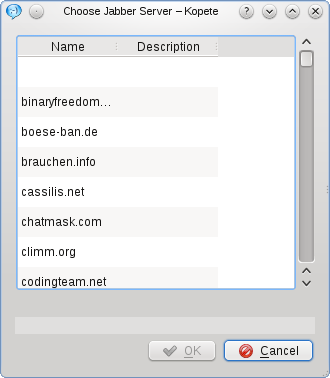 Choose Jabber Server – Kopete
Name Description
binaryfreedom...
boese-ban.de
brauchen.info
cassilis.net
chatmask.com
climm.org
codingteam.net
OK Cancel